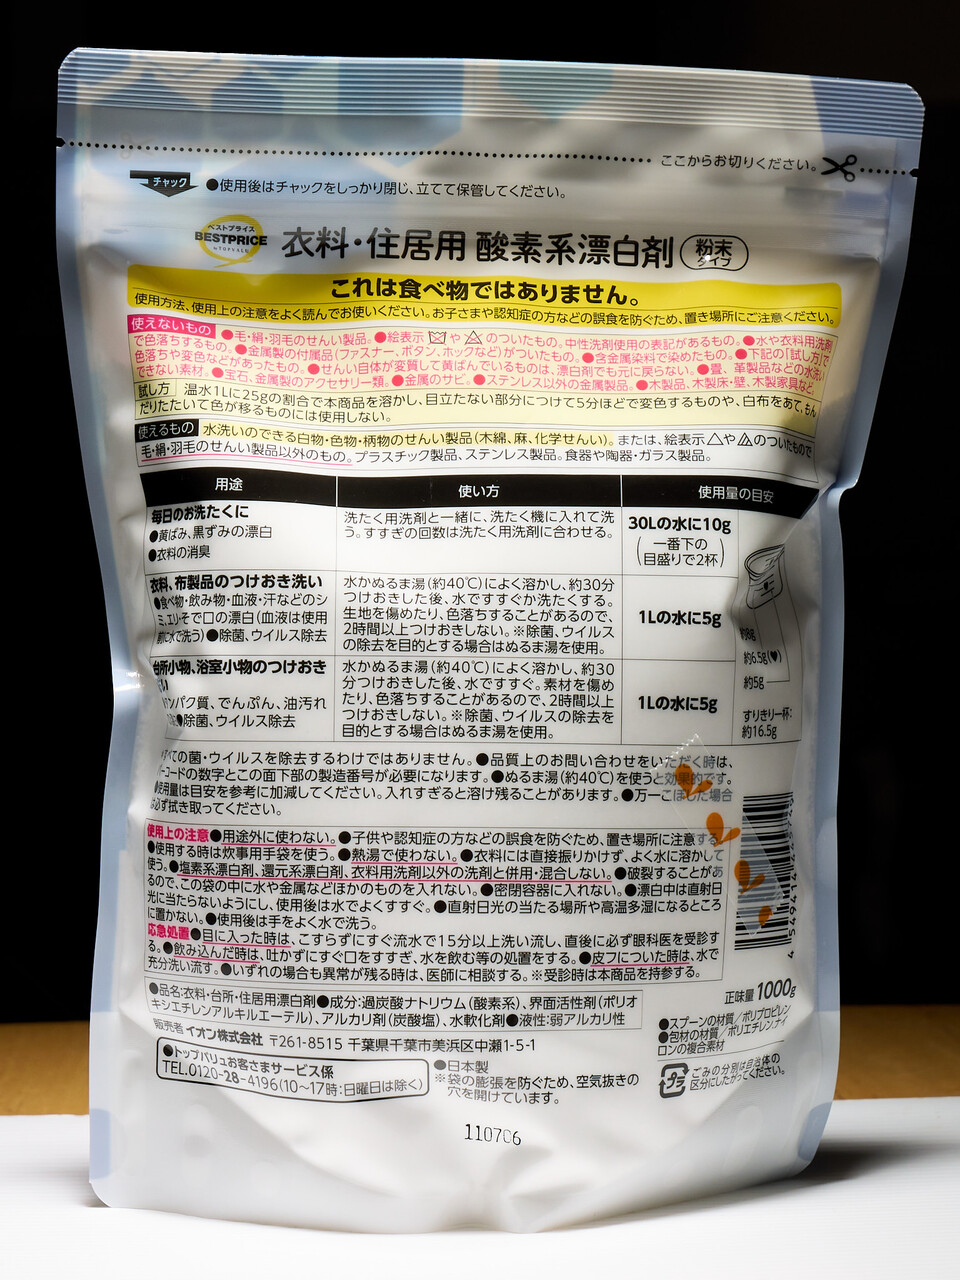 ここからお切りください。
チャック ●使用後はチャックをしっかり閉じ、立てて保管してください。
ベストプライス
BESTPRICE
by TOPVALU
衣料・住居用 酸素系漂白剤 粉末タイプ
これは食べ物ではありません。
使用方法、使用上の注意をよく読んでお使いください。お子さまや認知症の方などの誤食を防ぐため、置き場所にご注意ください。
使えないもの ●毛・絹・羽毛のせんい製品。●絵表示 や のついたもの。中性洗剤使用の表記があるもの。●水や衣料用洗剤
で色落ちするもの。●金属製の付属品(ファスナー、ボタン、ホックなど)がついたもの。●含金属染料で染めたもの。●下記の「試し方」で
色落ちや変色などがあったもの。●せんい自体が変質して黄ばんでいるものは、漂白剤でも元に戻らない。●畳、革製品などの水洗い
できない素材。●宝石、金属製のアクセサリー類。●金属のサビ。●ステンレス以外の金属製品。●木製品、木製床・壁、木製家具など。
試し方 温水1Lに25gの割合で本商品を溶かし、目立たない部分につけて5分ほどで変色するものや、白布をあて、もん
だりたたいて色が移るものには使用しない。
使えるもの 水洗いのできる白物・色物・柄物のせんい製品(木綿、麻、化学せんい)。または、絵表示△や のついたもので
毛・絹・羽毛のせんい製品以外のもの。プラスチック製品、ステンレス製品。食器や陶器・ガラス製品。
用途 使い方 使用量の目安
毎日のお洗たくに
●黄ばみ、黒ずみの漂白
●衣料の消臭
洗たく用洗剤と一緒に、洗たく機に入れて洗
う。すすぎの回数は洗たく用洗剤に合わせる。
30Lの水に10g
(一番下の
目盛りで2杯)
衣料、布製品のつけおき洗い
●食べ物・飲み物・血液・汗などのシ
ミ、エリ・そで口の漂白(血液は使用
前に水で洗う)●除菌、ウイルス除去
水かぬるま湯(約40℃)によく溶かし、約30分
つけおきした後、水ですすぐか洗たくする。
生地を傷めたり、色落ちすることがあるので、
2時間以上つけおきしない。※除菌、ウイルス
の除去を目的とする場合はぬるま湯を使用。
1Lの水に5g
台所小物、浴室小物のつけおき
洗い
タンパク質、でんぷん、油汚れ
●除菌、ウイルス除去
水かぬるま湯(約40℃)によく溶かし、約30
分つけおきした後、水ですすぐ。素材を傷め
たり、色落ちすることがあるので、2時間以上
つけおきしない。※除菌、ウイルスの除去を
目的とする場合はぬるま湯を使用。
1Lの水に5g
約8g
約6.5g(♥)
約5g
すりきり一杯:
約16.5g
すべての菌・ウイルスを除去するわけではありません。●品質上のお問い合わせをいただく時は、
バーコードの数字とこの面下部の製造番号が必要になります。●ぬるま湯(約40℃)を使うと効果的です。
●使用量は目安を参考に加減してください。入れすぎると溶け残ることがあります。●万一こぼした場合
は必ず拭き取ってください。
使用上の注意●用途外に使わない。●子供や認知症の方などの誤食を防ぐため、置き場所に注意する。
●使用する時は炊事用手袋を使う。●熱湯で使わない。●衣料には直接振りかけず、よく水に溶かして
使う。●塩素系漂白剤、還元系漂白剤、衣料用洗剤以外の洗剤と併用・混合しない。●破裂することがあ
るので、この袋の中に水や金属などほかのものを入れない。●密閉容器に入れない。●漂白中は直射日
光に当たらないようにし、使用後は水でよくすすぐ。●直射日光の当たる場所や高温多湿になるところ
に置かない。●使用後は手をよく水で洗う。
応急処置●目に入った時は、こすらずにすぐ流水で15分以上洗い流し、直後に必ず眼科医を受診す
る。●飲み込んだ時は、吐かずにすぐ口をすすぎ、水を飲む等の処置をする。●皮フについた時は、水で
充分洗い流す。●いずれの場合も異常が残る時は、医師に相談する。※受診時は本商品を持参する。
●品名:衣料・台所・住居用漂白剤●成分:過炭酸ナトリウム(酸素系)、界面活性剤(ポリオ
キシエチレンアルキルエーテル)、アルカリ剤(炭酸塩)、水軟化剤●液性:弱アルカリ性
正味量 1000g
販売者 イオン株式会社 〒261-8515 千葉県千葉市美浜区中瀬1-5-1
●トップバリュお客さまサービス係
TEL.0120-28-4196(10〜17時:日曜日は除く)
●日本製
※袋の膨張を防ぐため、空気抜きの
穴を開けています。
●スプーンの材質/ポリプロピレン
●包材の材質/ポリエチレン、ナイ
ロンの複合素材
プラ ごみの分別は自治体の
区分にしたがってください。
110706